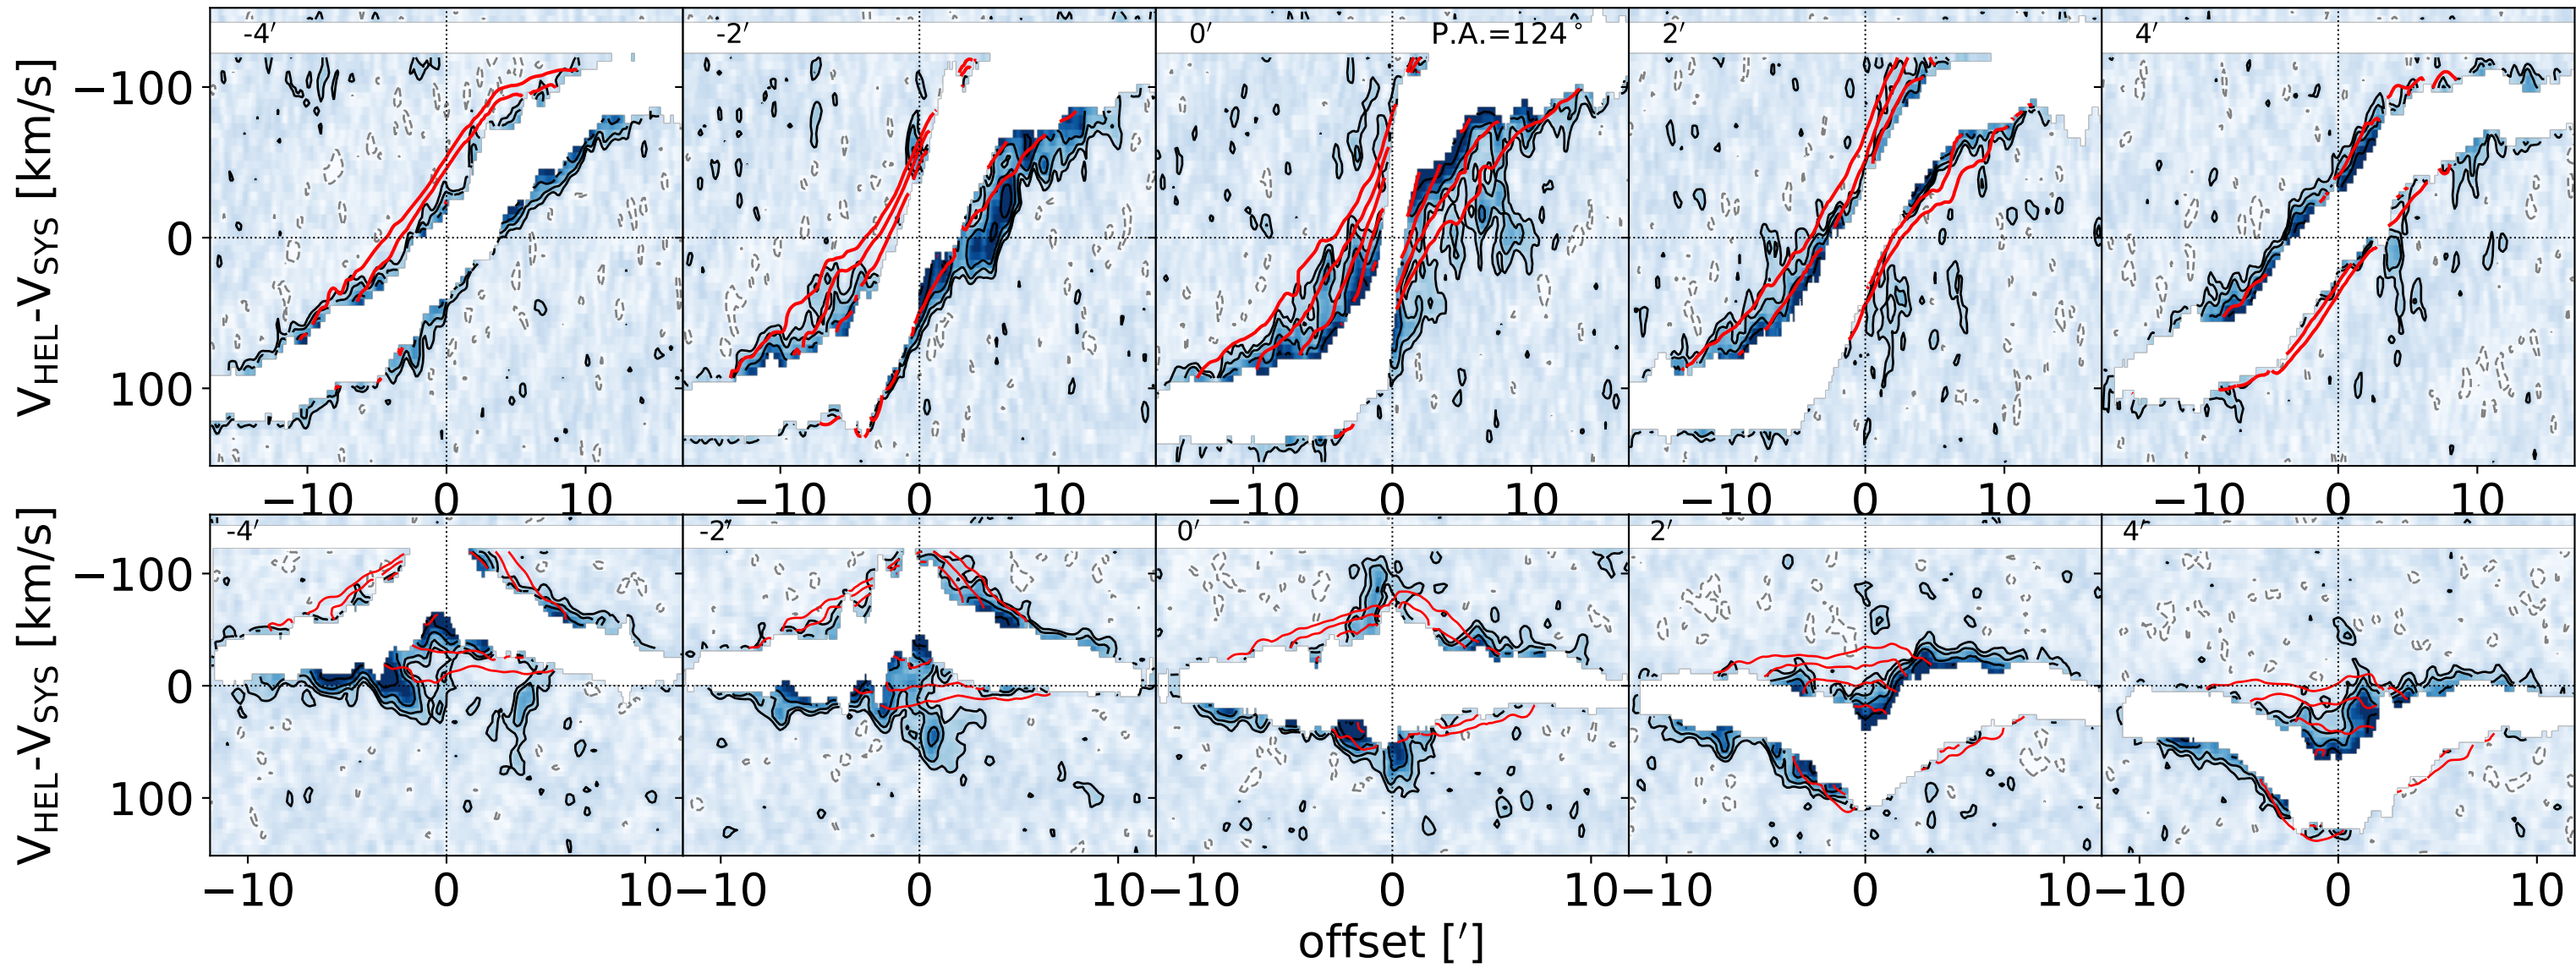 -4′ -2′ 0′ P.A.=124° 2′ 4′
V_HEL-V_SYS [km/s]
−100
0
100
−10 0 10 −10 0 10 −10 0 10 −10 0 10 −10 0 10
-4′ -2′ 0′ 2′ 4′
V_HEL-V_SYS [km/s]
−100
0
100
−10 0 10 −10 0 10 −10 0 10 −10 0 10 −10 0 10
offset [′]